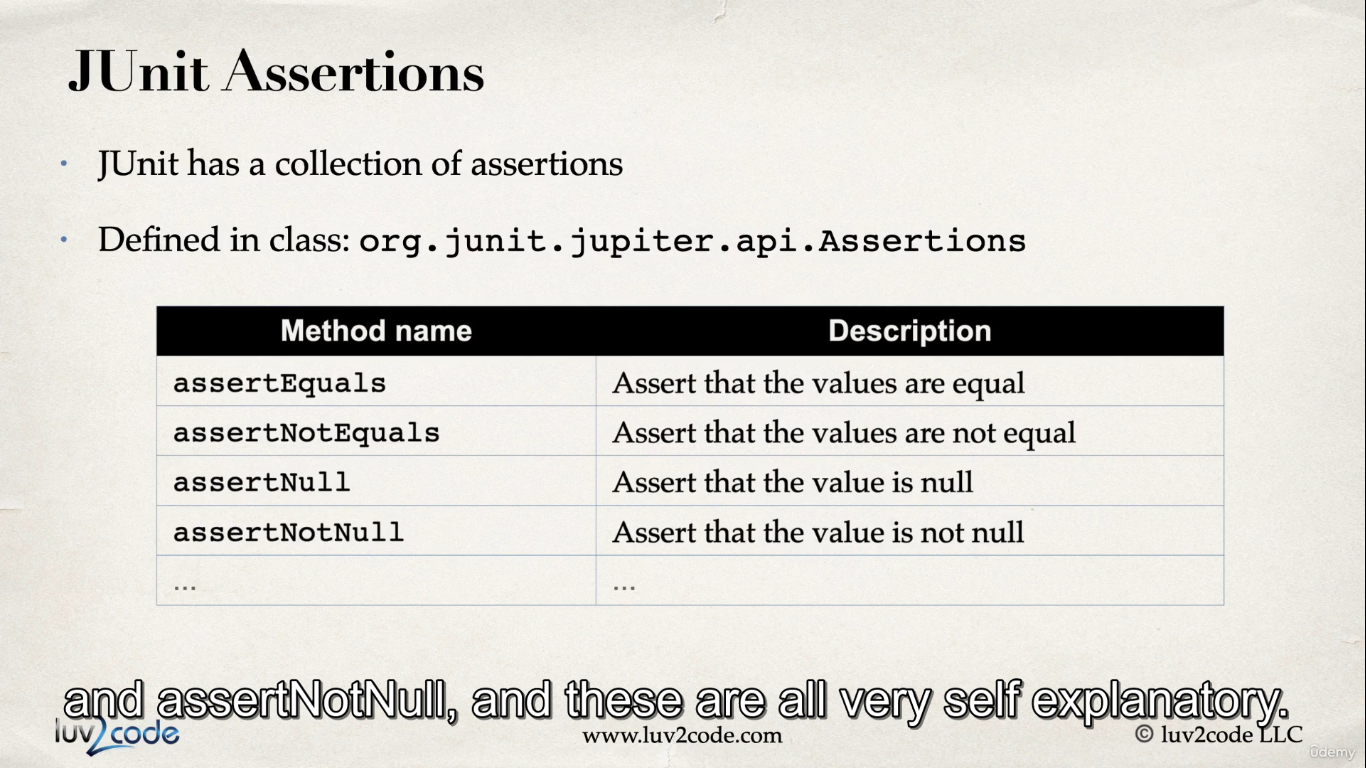 JUnit Assertions
• JUnit has a collection of assertions
• Defined in class: org.junit.jupiter.api.Assertions
Method name Description
assertEquals Assert that the values are equal
assertNotEquals Assert that the values are not equal
assertNull Assert that the value is null
assertNotNull Assert that the value is not null
... ...
and assertNotNull, and these are all very self explanatory.
luv2code www.luv2code.com © luv2code LLC
ûdemy